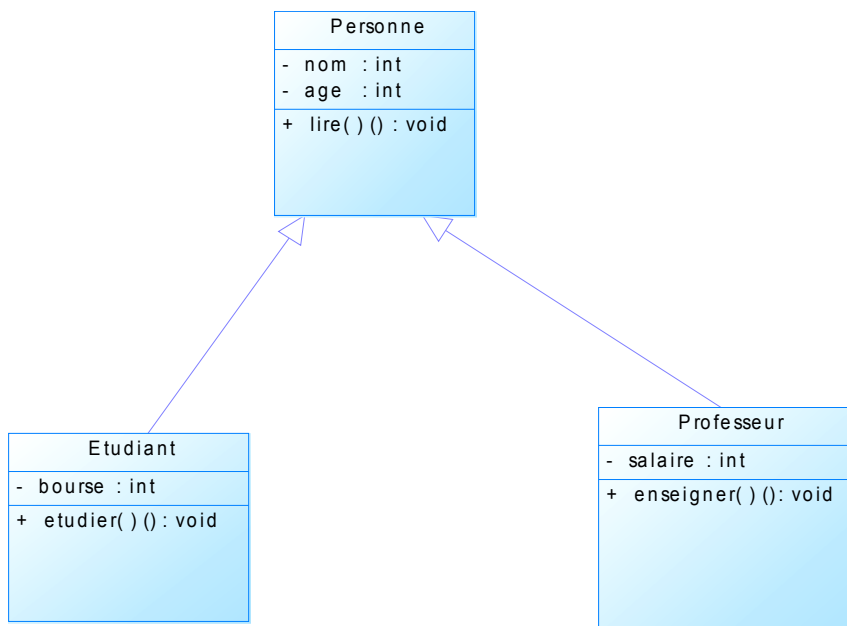 Personne
- nom : int
- age : int
+ lire( ) () : void
Etudiant
- bourse : int
+ etudier( ) () : void
Professeur
- salaire : int
+ enseigner( ) (): void